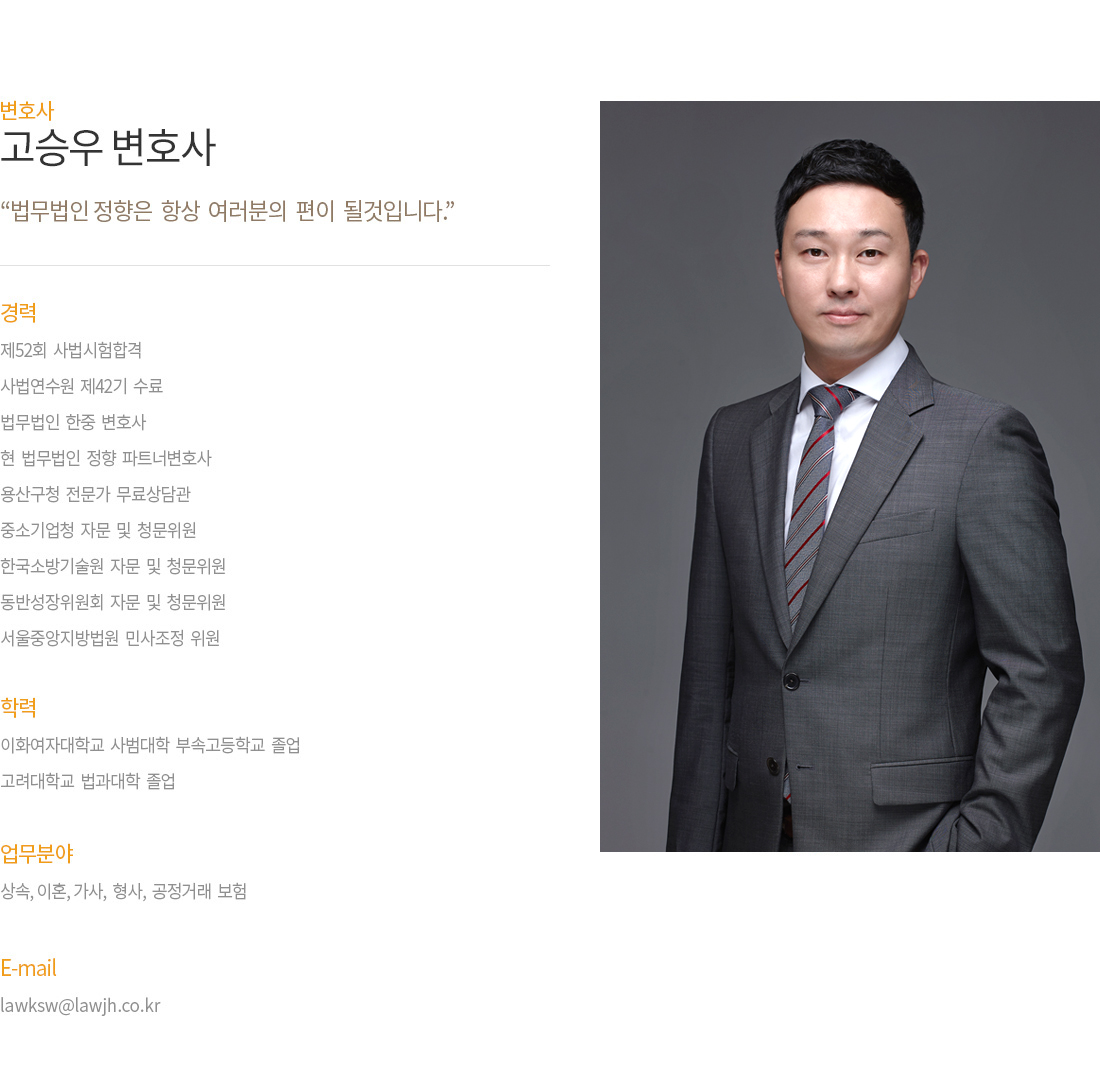 변호사
고승우 변호사
“법무법인 정향은 항상 여러분의 편이 될것입니다.”
경력
제52회 사법시험합격
사법연수원 제42기 수료
법무법인 한중 변호사
현 법무법인 정향 파트너변호사
용산구청 전문가 무료상담관
중소기업청 자문 및 청문위원
한국소방기술원 자문 및 청문위원
동반성장위원회 자문 및 청문위원
서울중앙지방법원 민사조정 위원
학력
이화여자대학교 사범대학 부속고등학교 졸업
고려대학교 법과대학 졸업
업무분야
상속, 이혼, 가사, 형사, 공정거래 보험
E-mail
lawksw@lawjh.co.kr